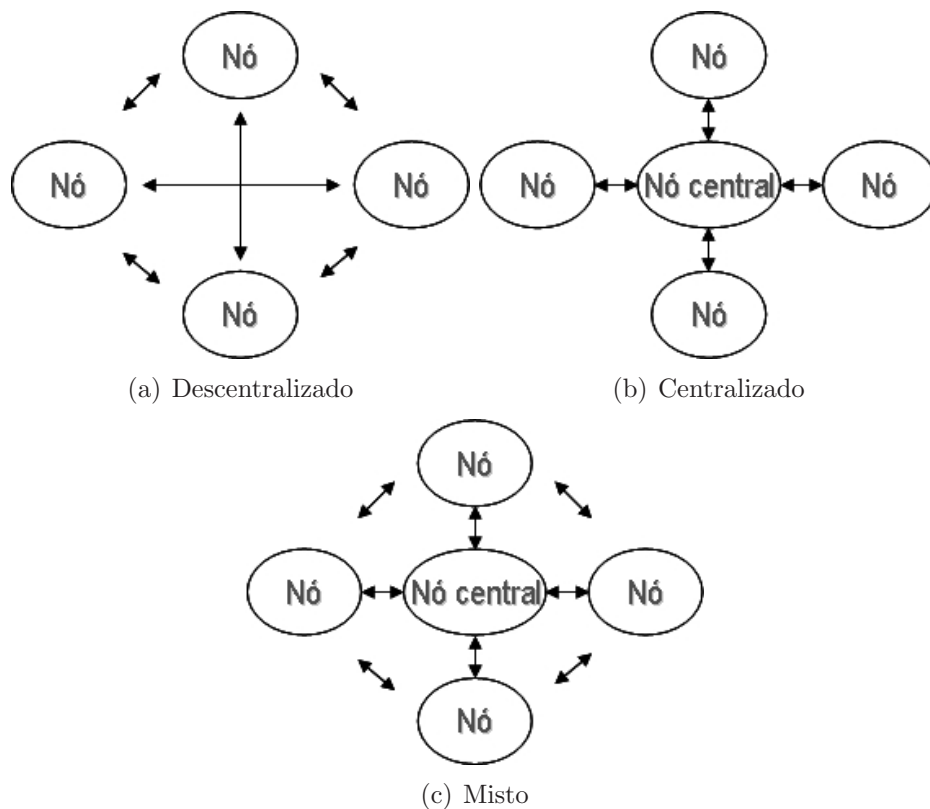 Nó
Nó
Nó
Nó
Nó
Nó central
Nó
Nó
Nó
(a) Descentralizado
(b) Centralizado
Nó
Nó
Nó central
Nó
Nó
(c) Misto